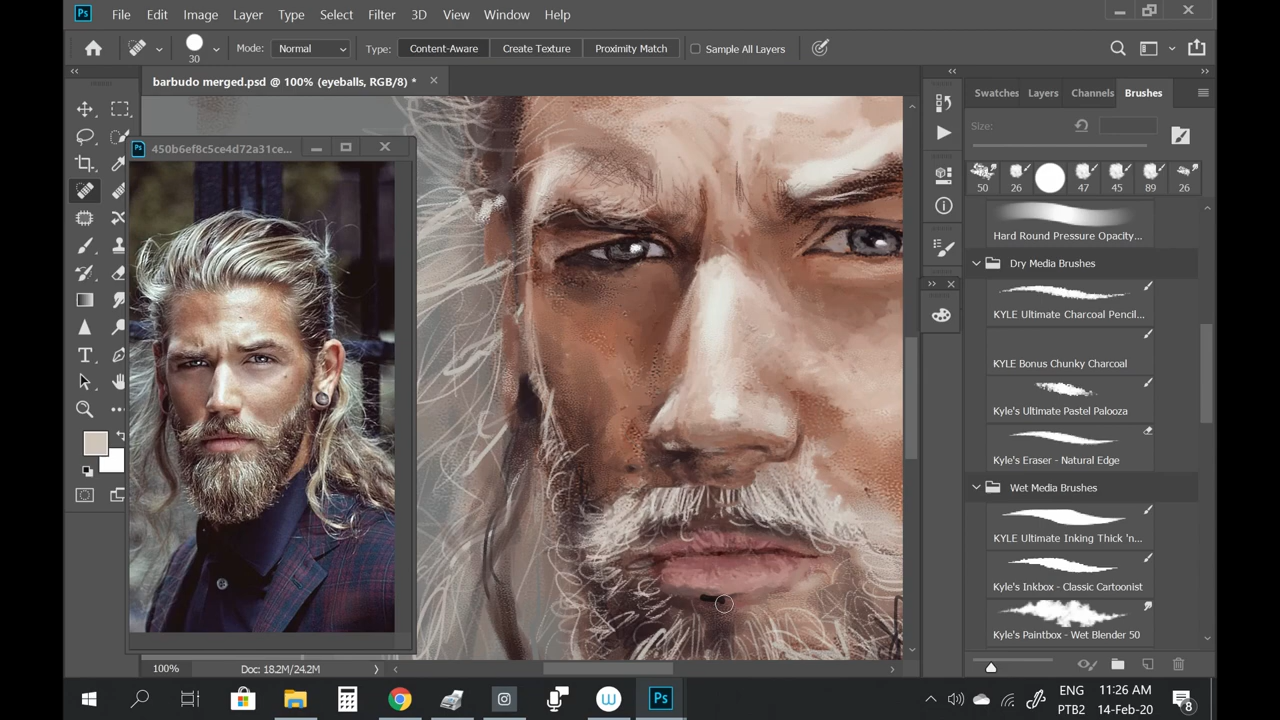 Ps File Edit Image Layer Type Select Filter 3D View Window Help
30 Mode: Normal Type: Content-Aware Create Texture Proximity Match Sample All Layers
barbudo merged.psd @ 100% (eyeballs, RGB/8) *
Swatches Layers Channels Brushes
Size:
Ps 450b6ef8c5ce4d72a31ce...
50 26 47 45 89 26
Hard Round Pressure Opacity...
Dry Media Brushes
KYLE Ultimate Charcoal Pencil...
KYLE Bonus Chunky Charcoal
Kyle's Ultimate Pastel Palooza
Kyle's Eraser - Natural Edge
Wet Media Brushes
KYLE Ultimate Inking Thick 'n...
Kyle's Inkbox - Classic Cartoonist
Kyle's Paintbox - Wet Blender 50
T
100% Doc: 18.2M/24.2M
W Ps ENG 11:26 AM
PTB2 14-Feb-20 8